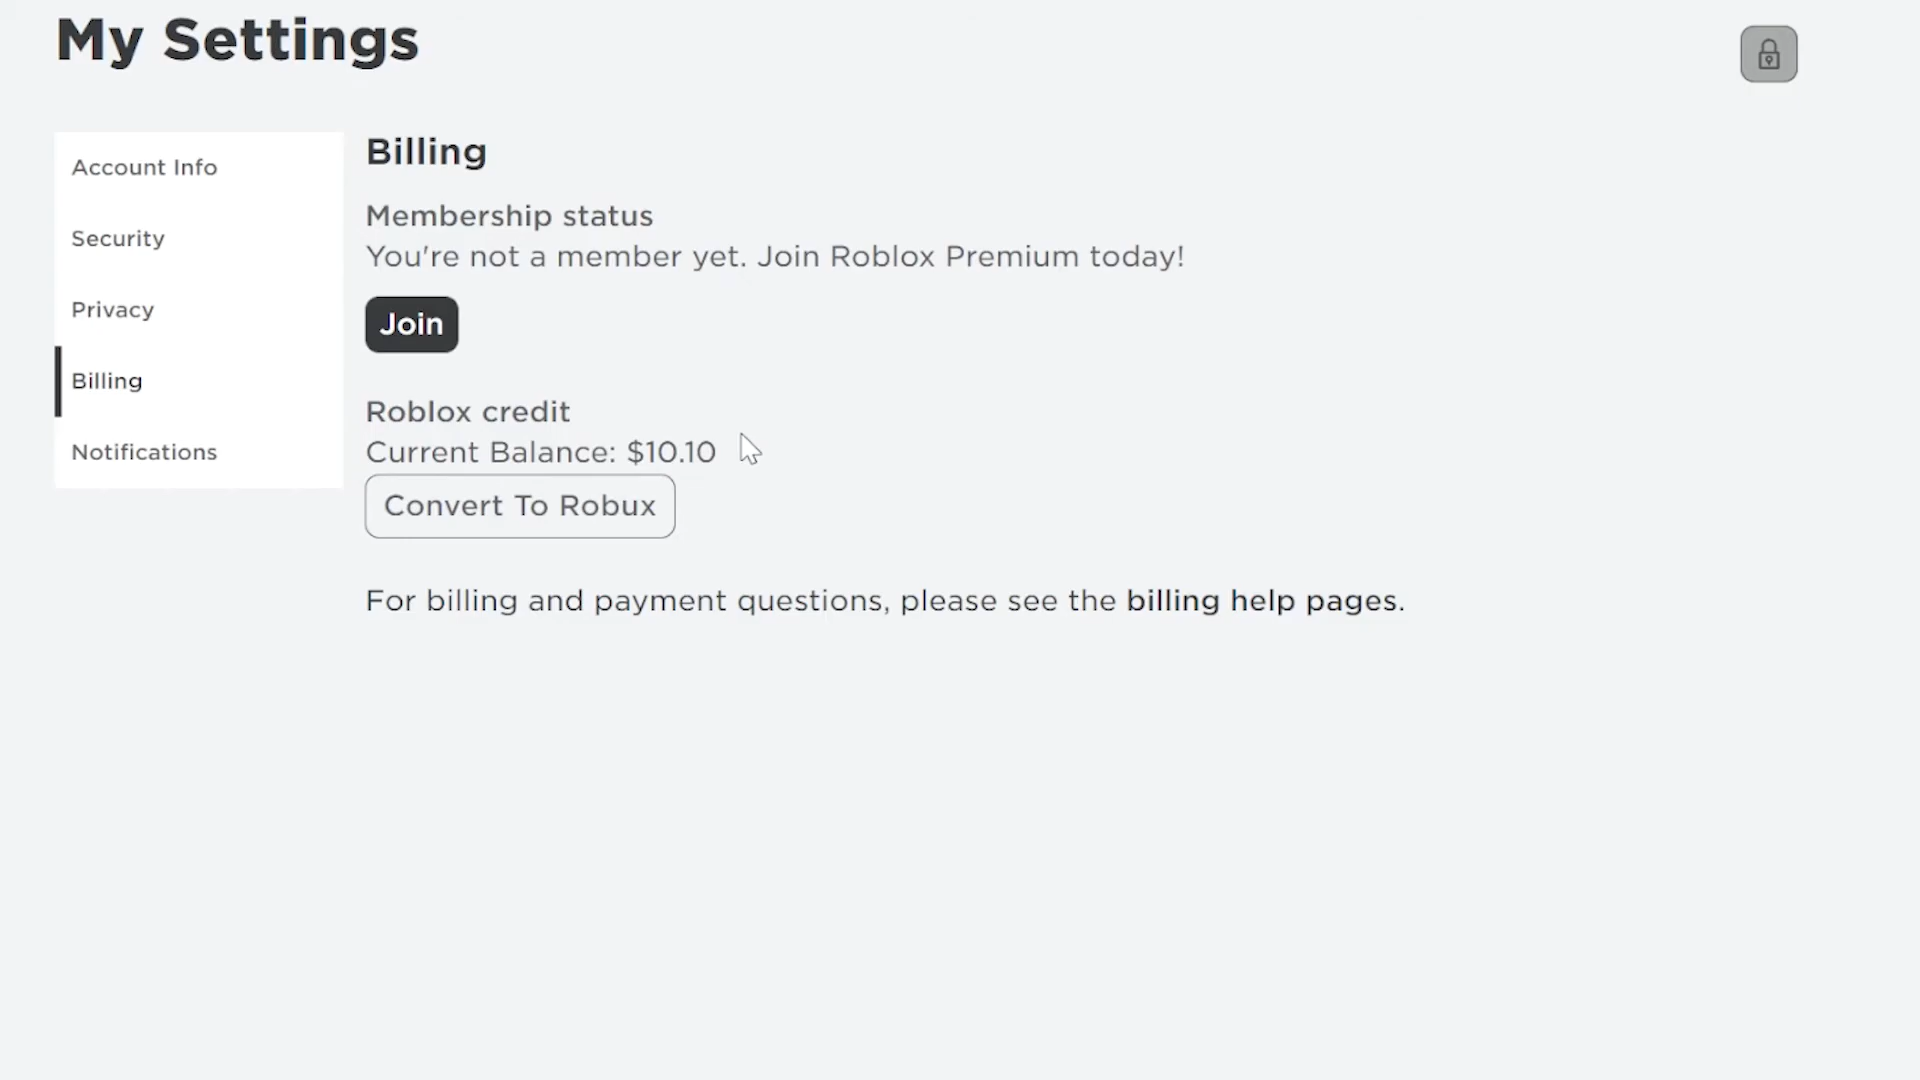 My Settings
Account Info
Security
Privacy
Billing
Notifications
Billing
Membership status
You're not a member yet. Join Roblox Premium today!
Join
Roblox credit
Current Balance: $10.10
Convert To Robux
For billing and payment questions, please see the billing help pages.